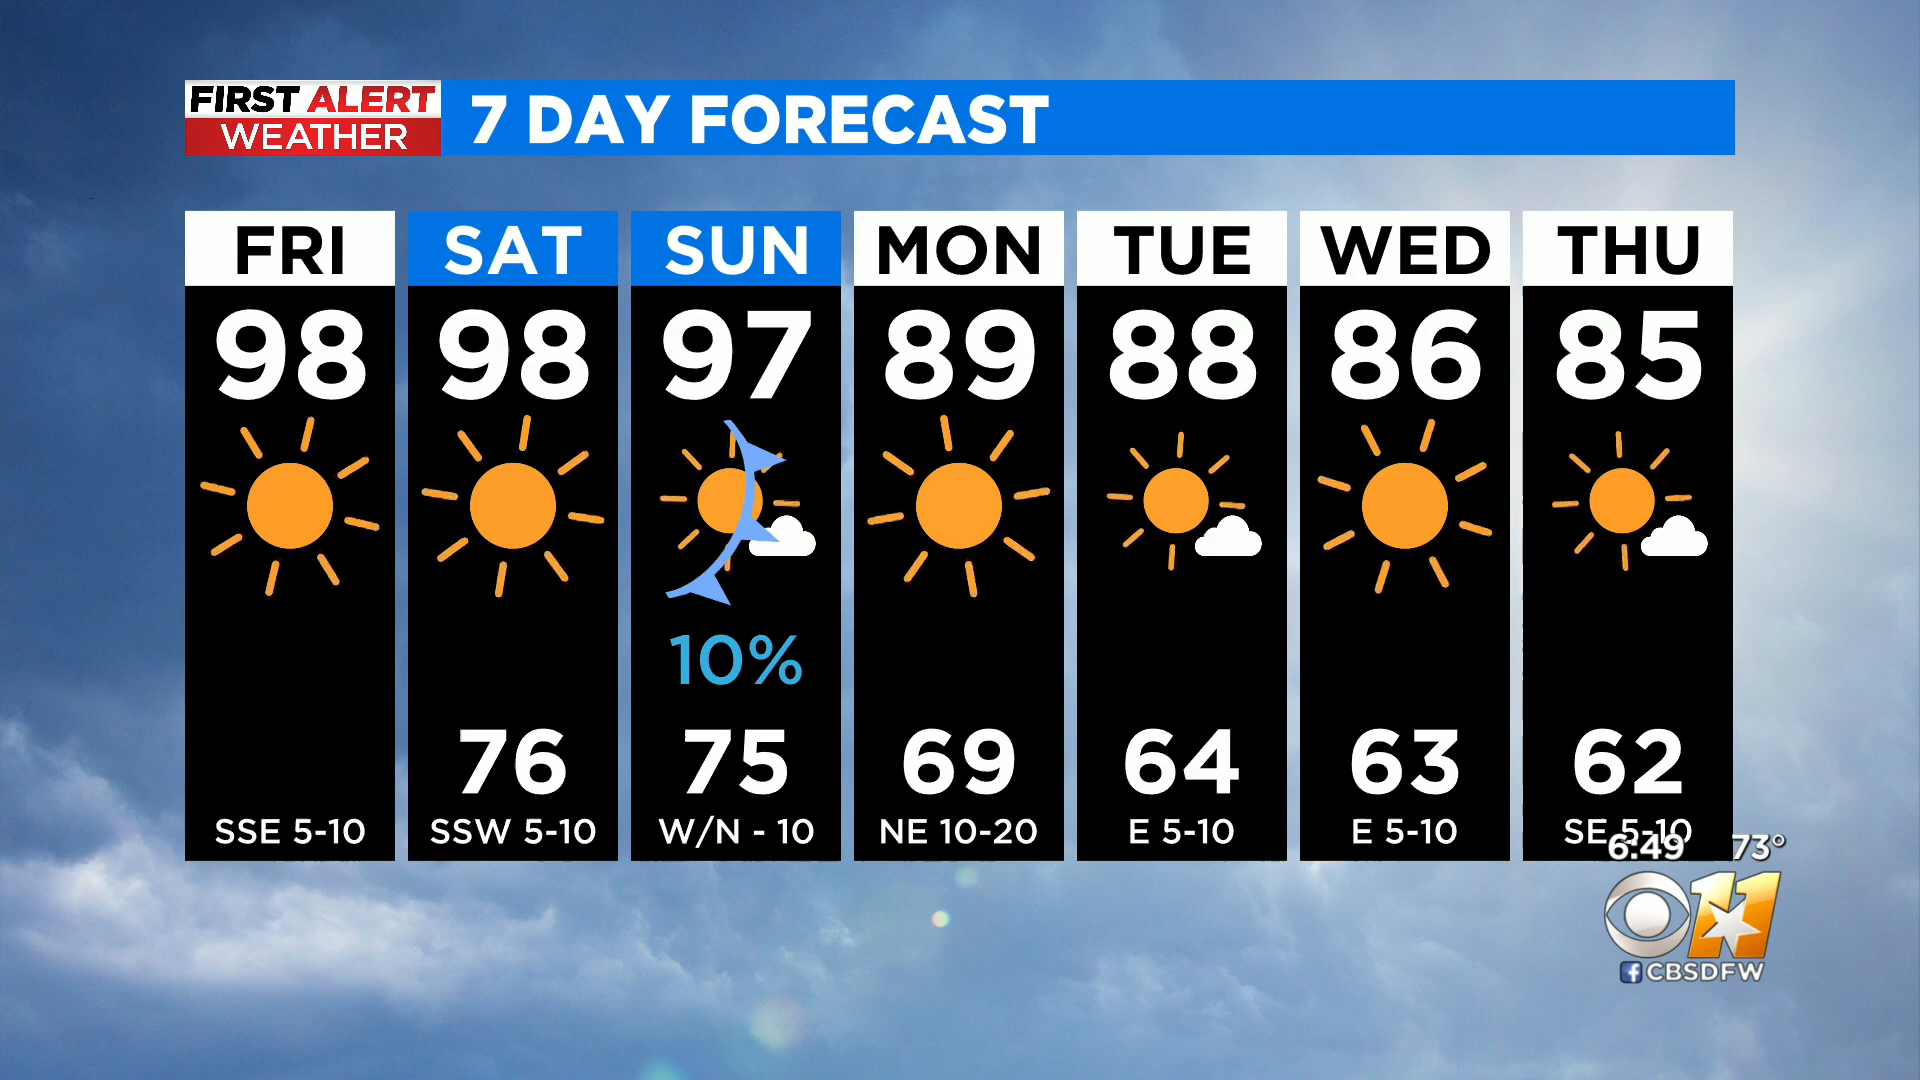 FIRST ALERT
WEATHER
7 DAY FORECAST
FRI SAT SUN MON TUE WED THU
98 98 97 89 88 86 85
10%
76 75 69 64 63 62
SSE 5-10 SSW 5-10 W/N - 10 NE 10-20 E 5-10 E 5-10 SE 5-10
6:49 73°
11
CBSDFW